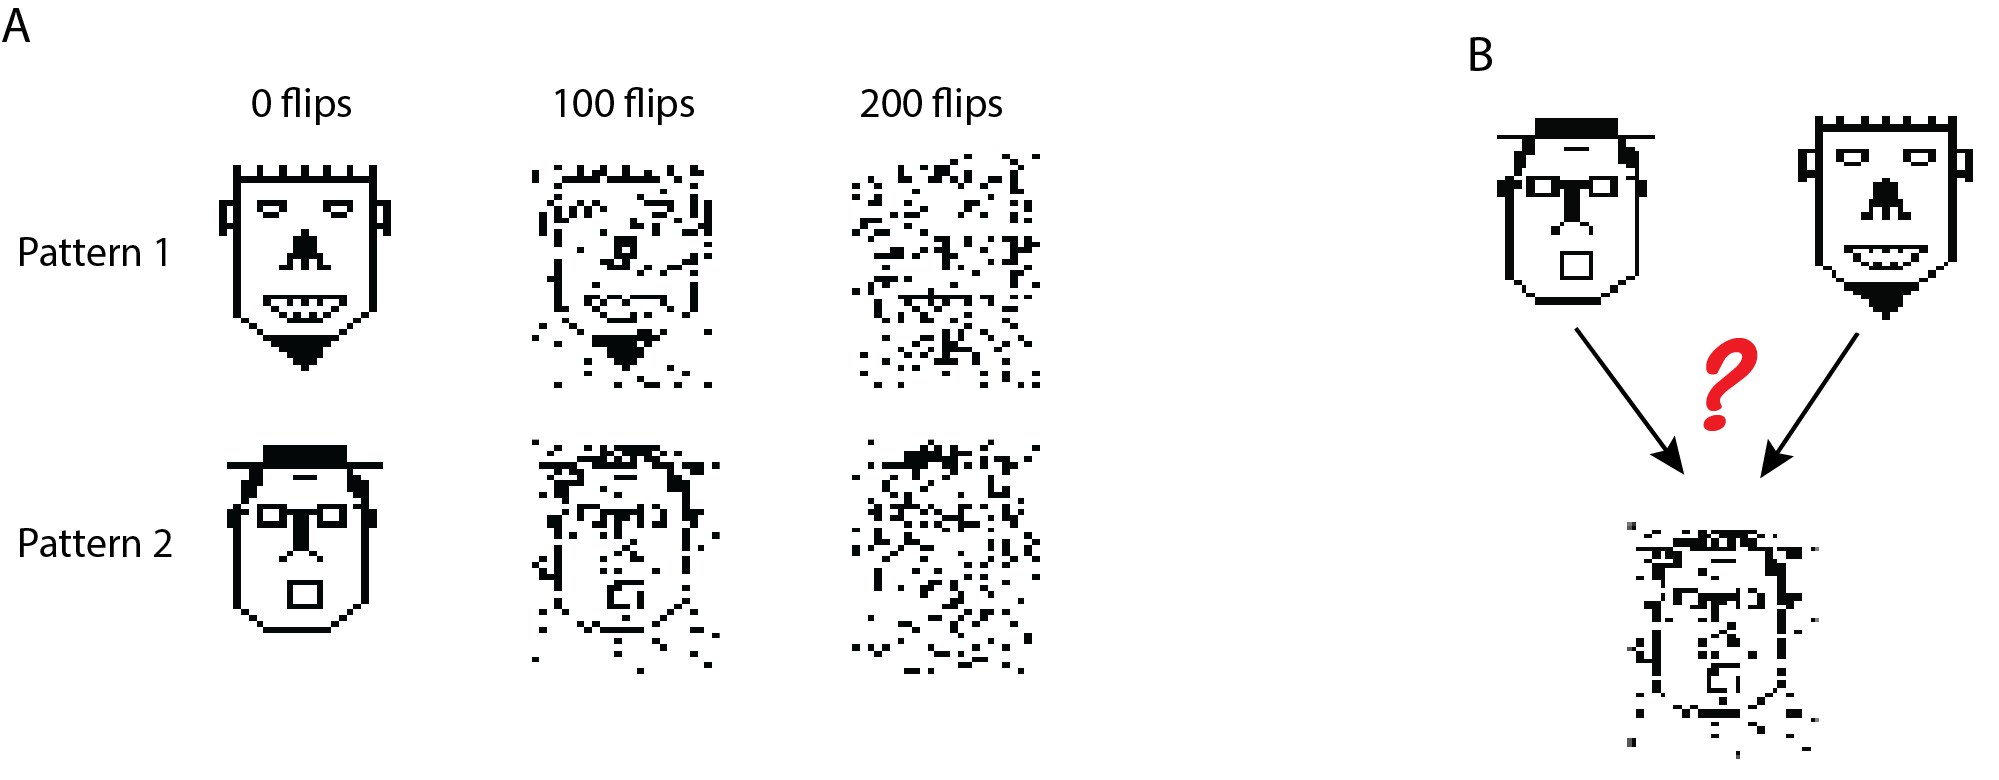 A
B
0 flips 100 flips 200 flips
Pattern 1
?
Pattern 2